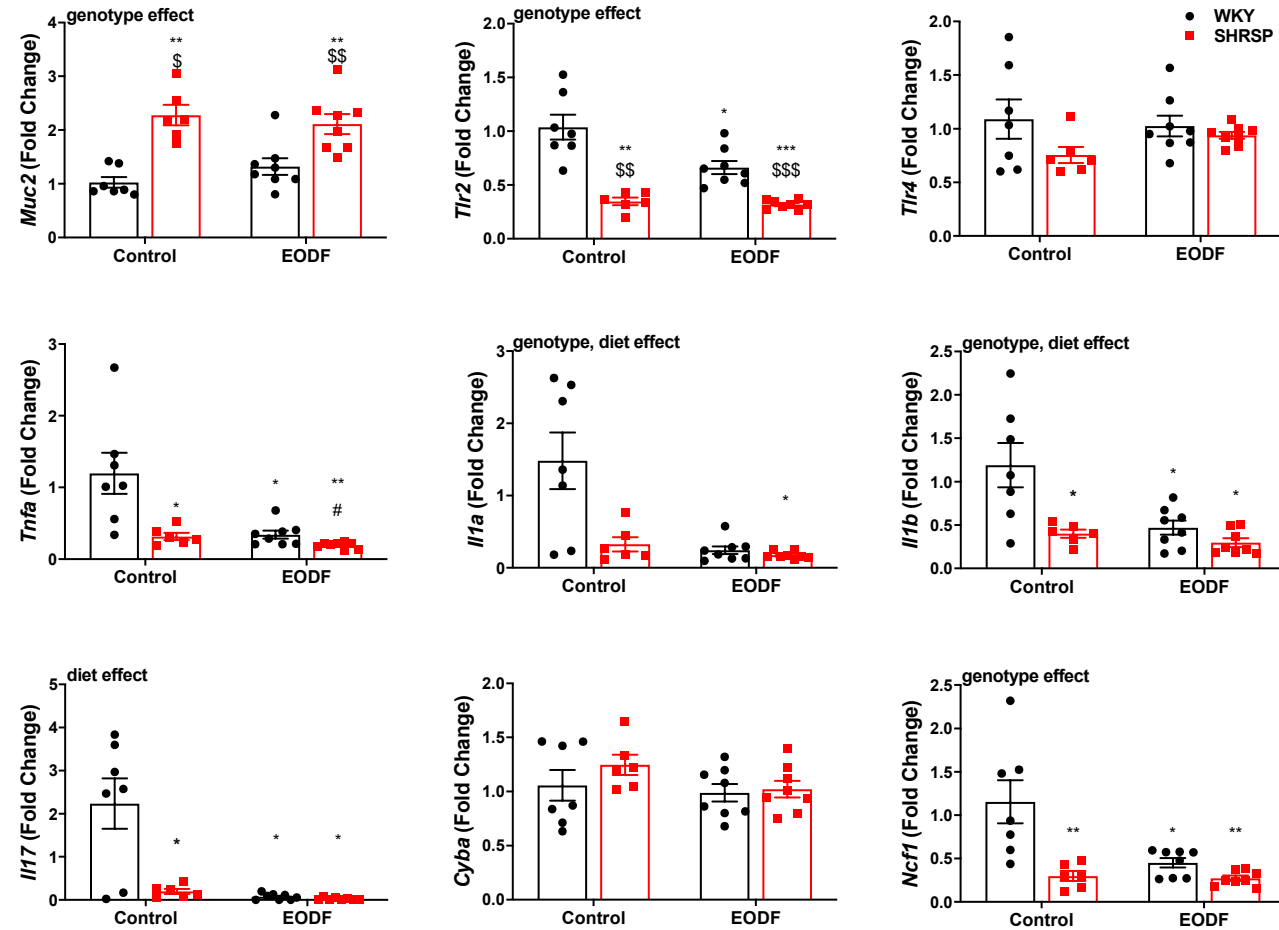 genotype effect
Muc2 (Fold Change)
4
3
2
1
0
**
$
**
$$
Control
EODF
genotype effect
Tlr2 (Fold Change)
2.0
1.5
1.0
0.5
0.0
**
$$
*
***
$$$
Control
EODF
WKY
SHRSP
Tlr4 (Fold Change)
2.0
1.5
1.0
0.5
0.0
Control
EODF
Tnfa (Fold Change)
3
2
1
0
*
*
**
#
Control
EODF
genotype, diet effect
Il1a (Fold Change)
3
2
1
0
*
Control
EODF
genotype, diet effect
Il1b (Fold Change)
2.5
2.0
1.5
1.0
0.5
0.0
*
*
*
Control
EODF
diet effect
Il17 (Fold Change)
5
4
3
2
1
0
*
*
*
Control
EODF
Cyba (Fold Change)
2.0
1.5
1.0
0.5
0.0
Control
EODF
genotype effect
Ncf1 (Fold Change)
2.5
2.0
1.5
1.0
0.5
0.0
**
*
**
Control
EODF